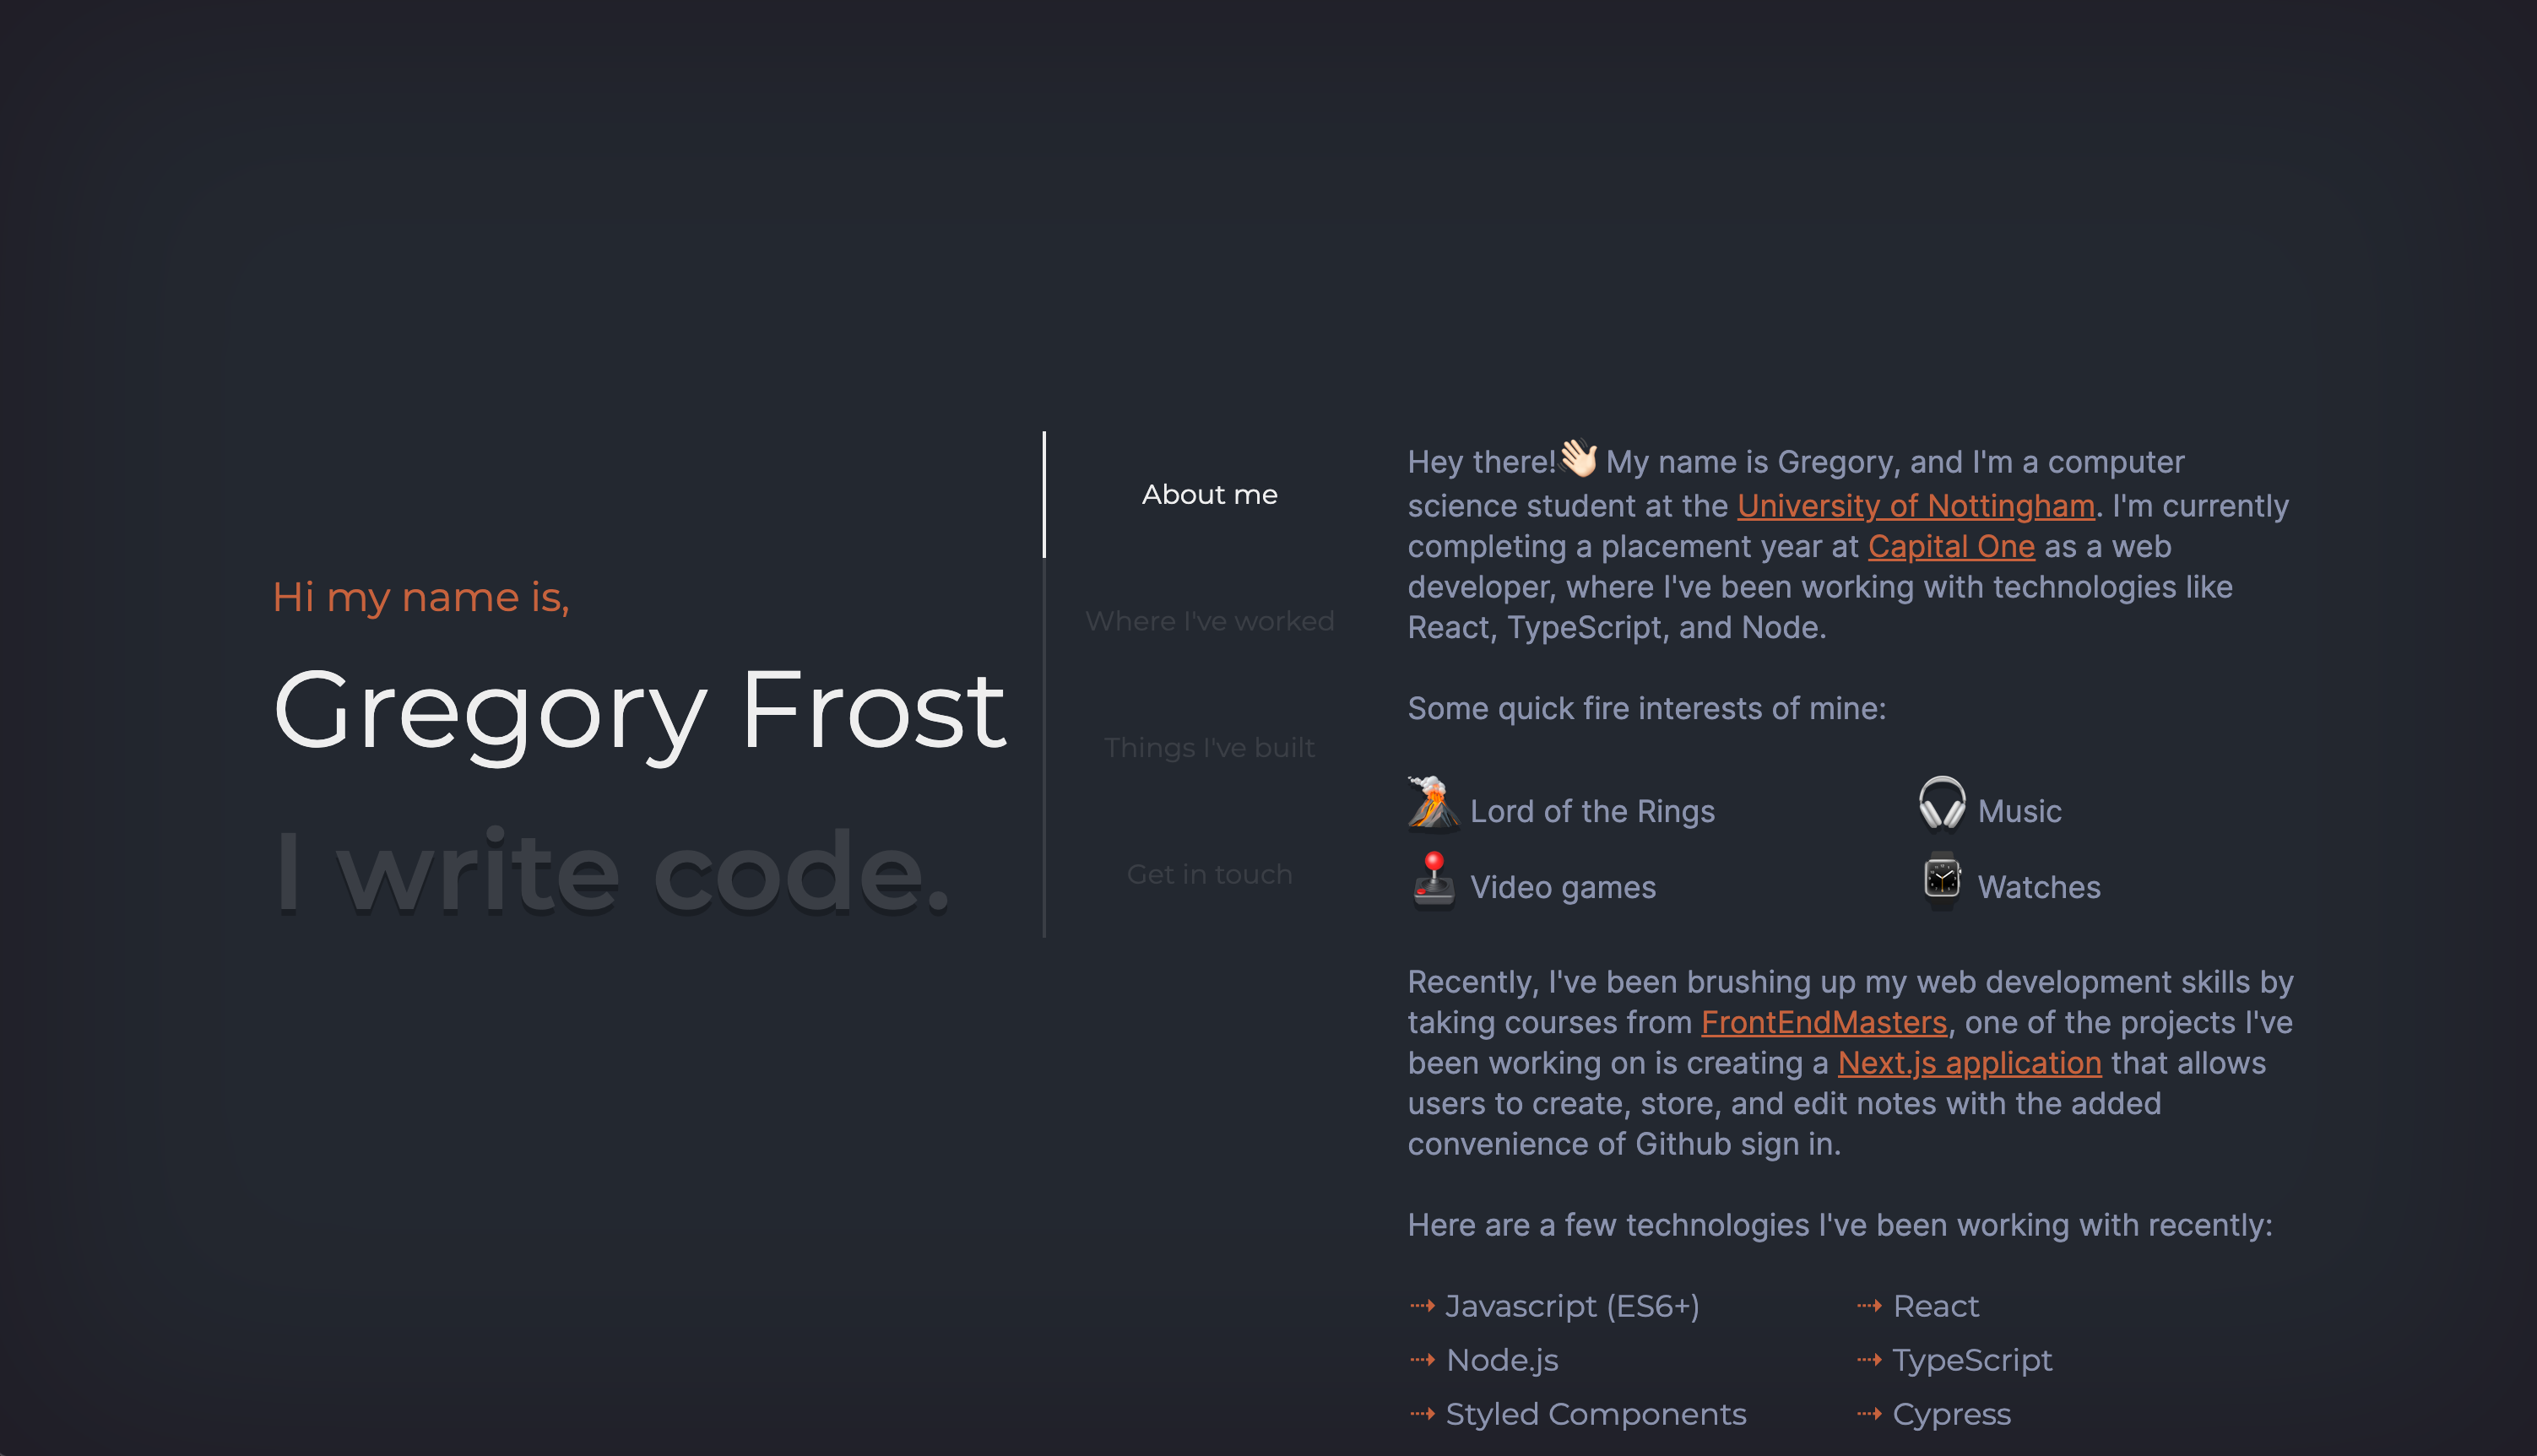 Hi my name is,
Gregory Frost
I write code.
About me
Where I've worked
Things I've built
Get in touch
Hey there!👋🏻 My name is Gregory, and I'm a computer
science student at the University of Nottingham. I'm currently
completing a placement year at Capital One as a web
developer, where I've been working with technologies like
React, TypeScript, and Node.
Some quick fire interests of mine:
Lord of the Rings
Music
Video games
Watches
Recently, I've been brushing up my web development skills by
taking courses from FrontEndMasters, one of the projects I've
been working on is creating a Next.js application that allows
users to create, store, and edit notes with the added
convenience of Github sign in.
Here are a few technologies I've been working with recently:
⇢ Javascript (ES6+)
⇢ React
⇢ Node.js
⇢ TypeScript
⇢ Styled Components
⇢ Cypress